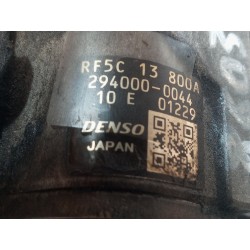 RF5C 13 800A
294000-0044
10 E 01229
DENSO
JAPAN